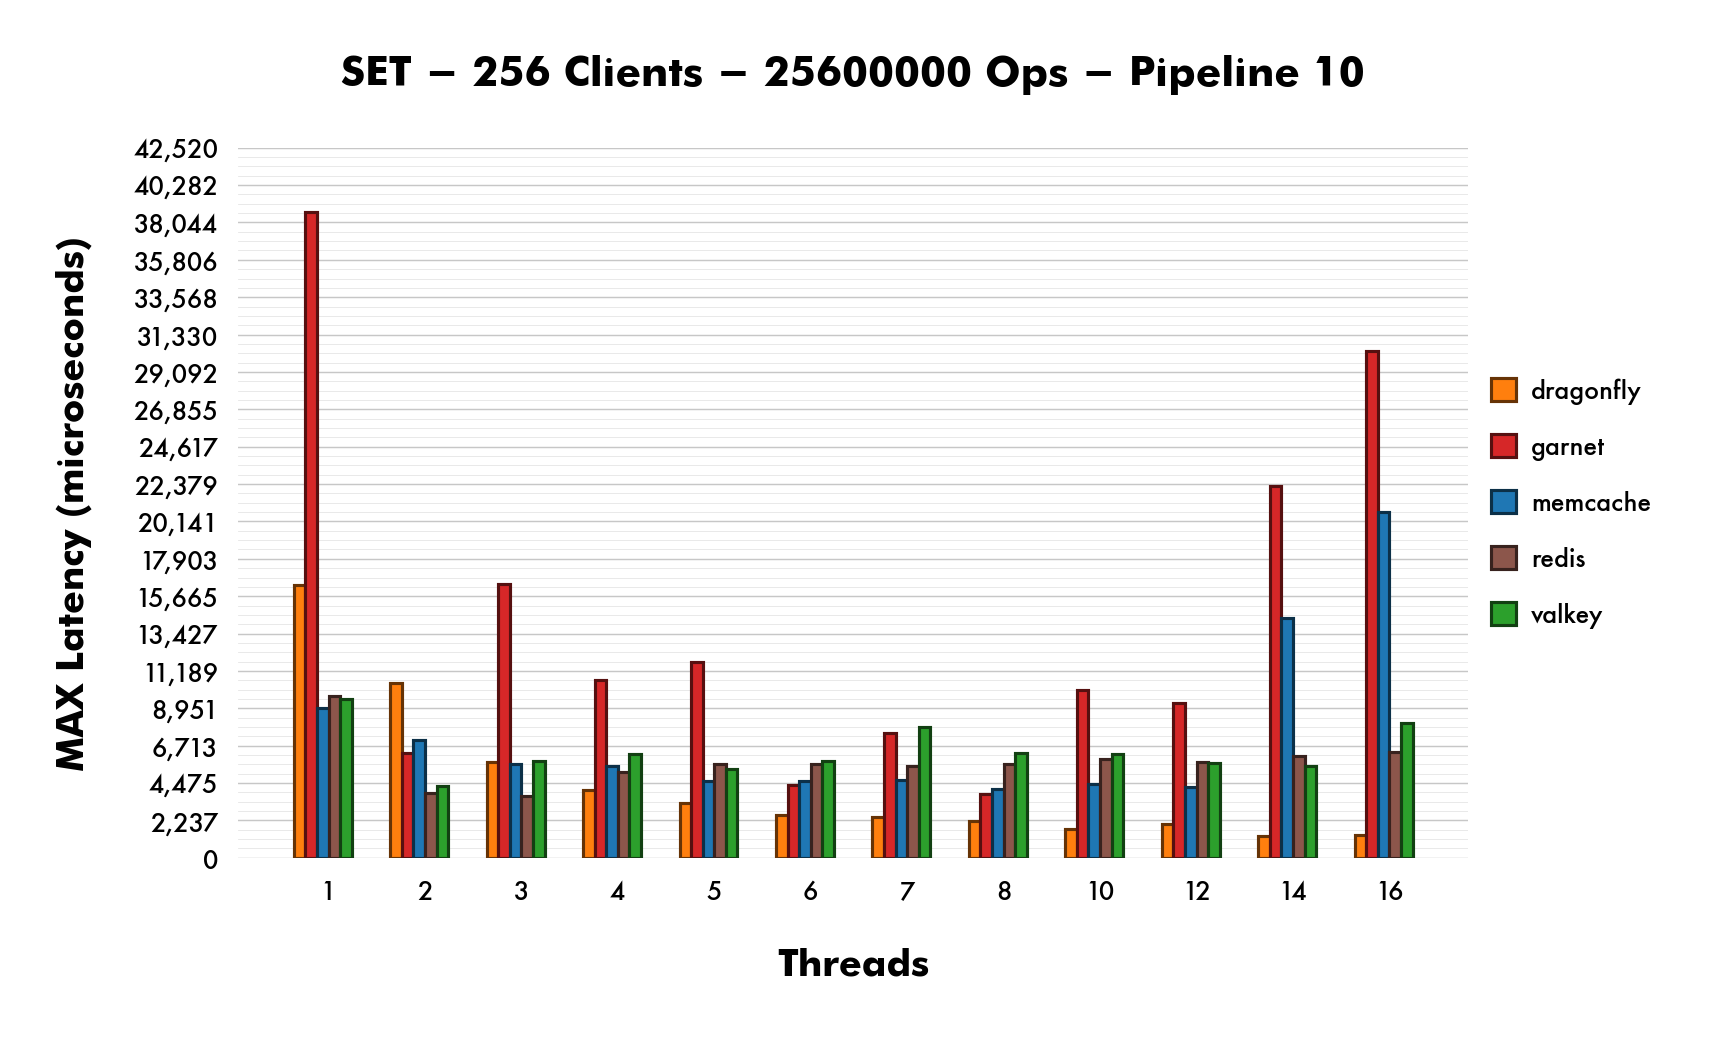 SET – 256 Clients – 25600000 Ops – Pipeline 10
MAX Latency (microseconds)
42,520
40,282
38,044
35,806
33,568
31,330
29,092
26,855
24,617
22,379
20,141
17,903
15,665
13,427
11,189
8,951
6,713
4,475
2,237
0
1 2 3 4 5 6 7 8 10 12 14 16
Threads
dragonfly
garnet
memcache
redis
valkey